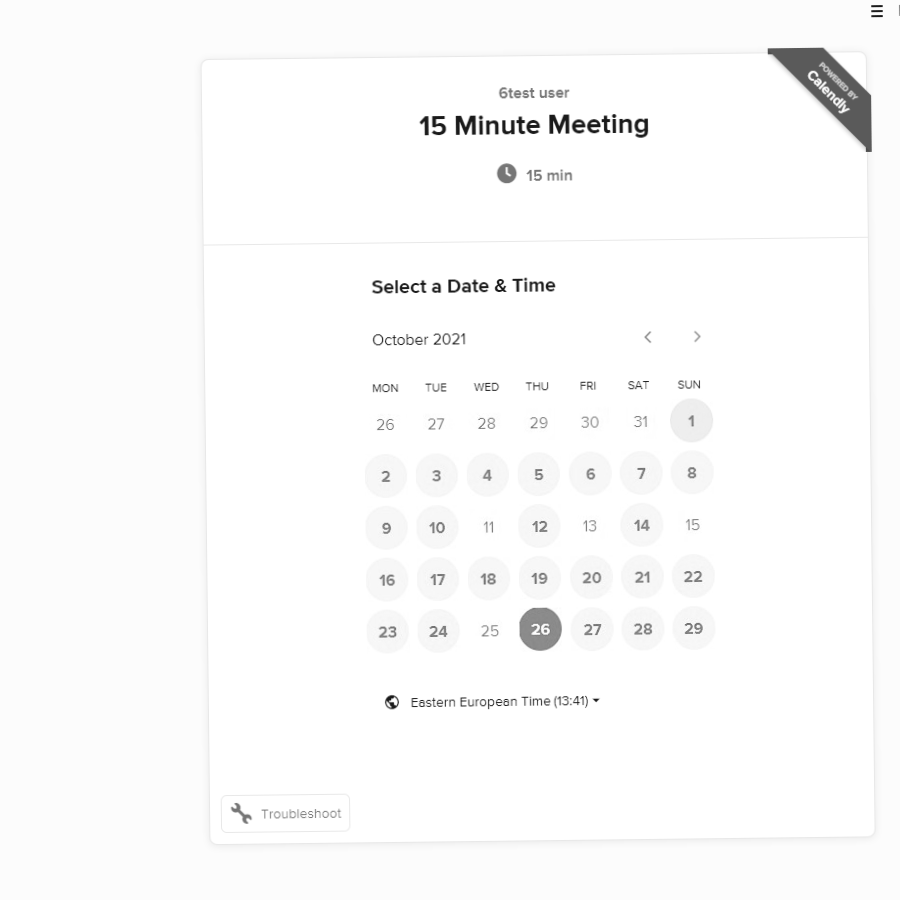 POWERED BY
Calendly
6test user
15 Minute Meeting
15 min
Select a Date & Time
October 2021
MON TUE WED THU FRI SAT SUN
26 27 28 29 30 31 1
2 3 4 5 6 7 8
9 10 11 12 13 14 15
16 17 18 19 20 21 22
23 24 25 26 27 28 29
Eastern European Time (13:41)
Troubleshoot